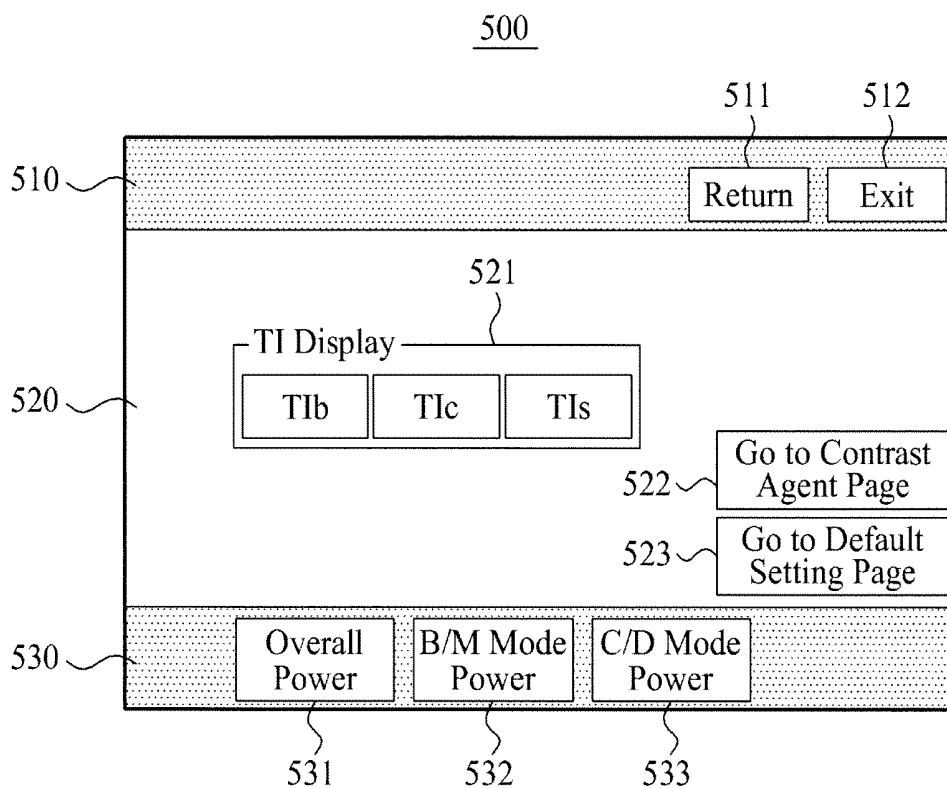 500
511
512
510
Return
Exit
521
TI Display
520
TIb
TIc
TIs
522
Go to Contrast
Agent Page
523
Go to Default
Setting Page
530
Overall
Power
B/M Mode
Power
C/D Mode
Power
531
532
533